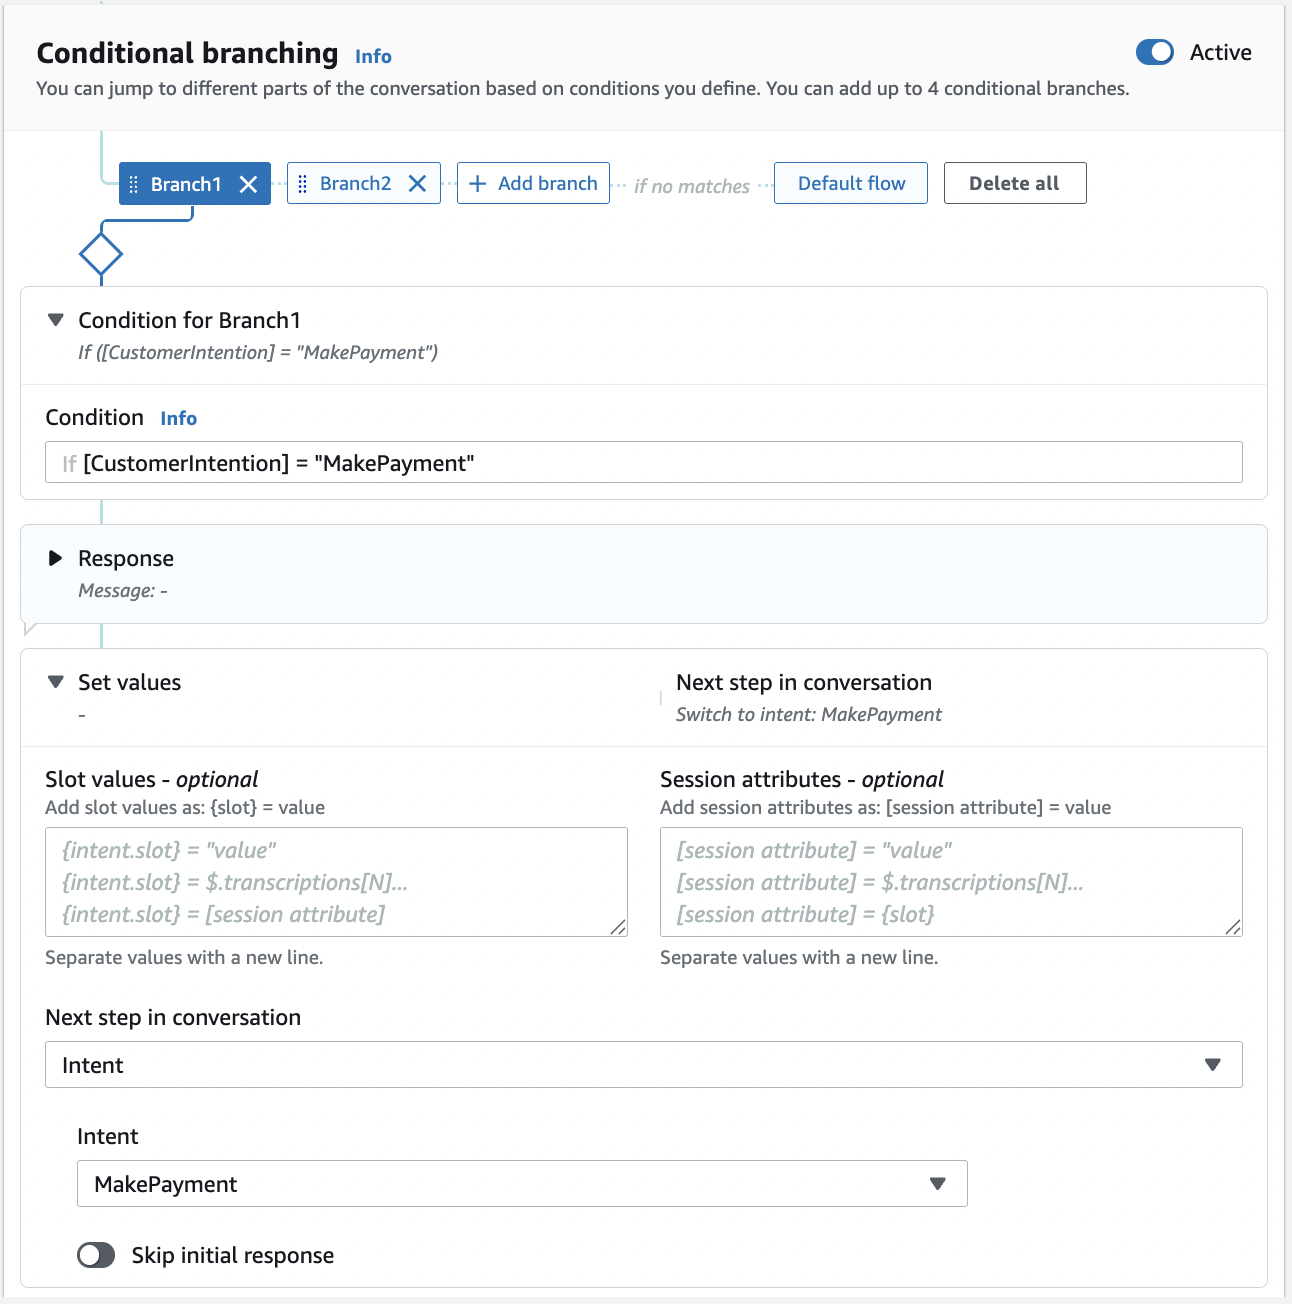 Conditional branching Info
Active
You can jump to different parts of the conversation based on conditions you define. You can add up to 4 conditional branches.
Branch1 Branch2 Add branch if no matches Default flow Delete all
Condition for Branch1
If ([CustomerIntention] = "MakePayment")
Condition Info
If [CustomerIntention] = "MakePayment"
Response
Message: -
Set values
-
Next step in conversation
Switch to intent: MakePayment
Slot values - optional
Add slot values as: {slot} = value
{intent.slot} = "value"
{intent.slot} = $.transcriptions[N]...
{intent.slot} = [session attribute]
Separate values with a new line.
Session attributes - optional
Add session attributes as: [session attribute] = value
[session attribute] = "value"
[session attribute] = $.transcriptions[N]...
[session attribute] = {slot}
Separate values with a new line.
Next step in conversation
Intent
Intent
MakePayment
Skip initial response